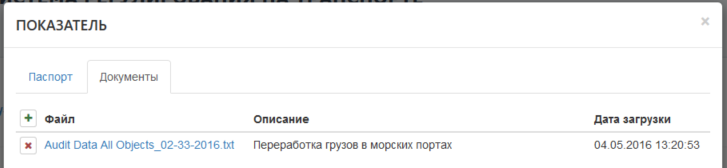 ПОКАЗАТЕЛЬ
×
Паспорт Документы
+ Файл Описание Дата загрузки
× Audit Data All Objects_02-33-2016.txt Переработка грузов в морских портах 04.05.2016 13:20:53